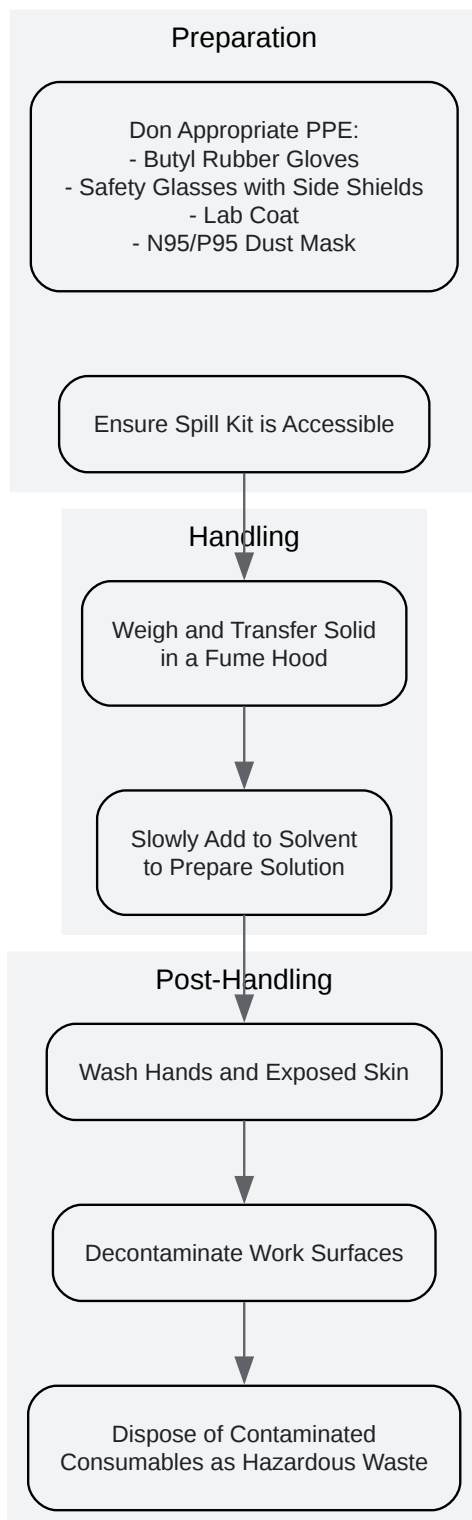 Preparation
Don Appropriate PPE:
- Butyl Rubber Gloves
- Safety Glasses with Side Shields
- Lab Coat
- N95/P95 Dust Mask
Ensure Spill Kit is Accessible
Handling
Weigh and Transfer Solid
in a Fume Hood
Slowly Add to Solvent
to Prepare Solution
Post-Handling
Wash Hands and Exposed Skin
Decontaminate Work Surfaces
Dispose of Contaminated
Consumables as Hazardous Waste